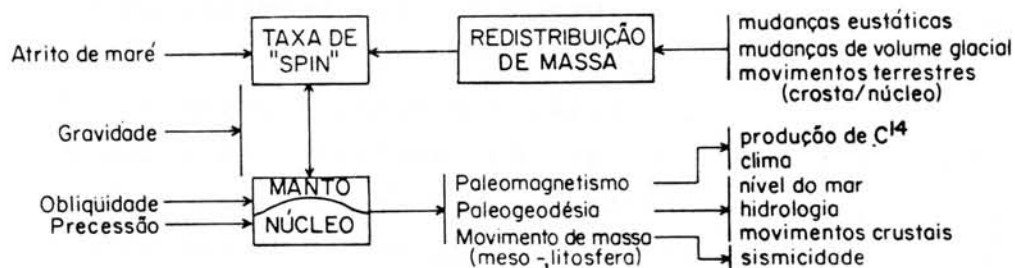 Atrito de maré
TAXA DE
"SPIN"
REDISTRIBUIÇÃO
DE MASSA
mudanças eustáticas
mudanças de volume glacial
movimentos terrestres
(crosta/núcleo)
Gravidade
Obliqüidade
Precessão
MANTO
NÚCLEO
Paleomagnetismo
Paleogeodésia
Movimento de massa
(meso-, litosfera)
produção de C14
clima
nível do mar
hidrologia
movimentos crustais
sismicidade